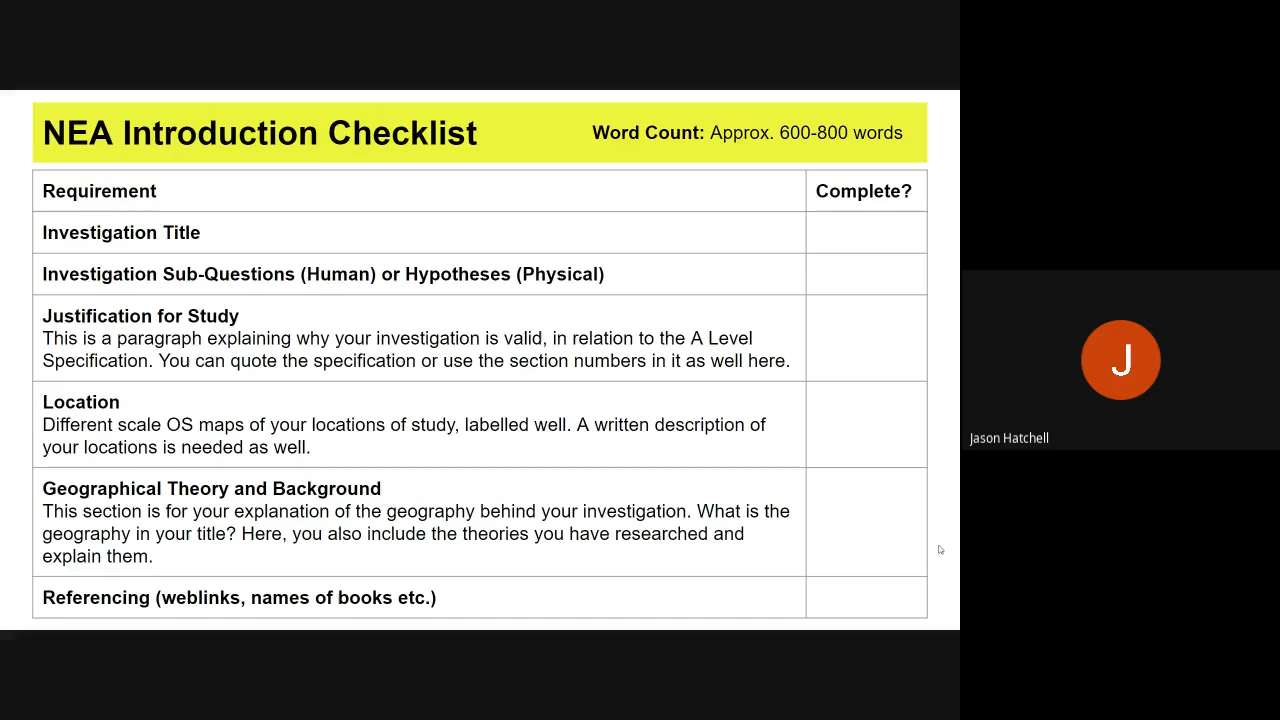 NEA Introduction Checklist
Word Count: Approx. 600-800 words
Requirement
Complete?
Investigation Title
Investigation Sub-Questions (Human) or Hypotheses (Physical)
Justification for Study
This is a paragraph explaining why your investigation is valid, in relation to the A Level
Specification. You can quote the specification or use the section numbers in it as well here.
Location
Different scale OS maps of your locations of study, labelled well. A written description of
your locations is needed as well.
Geographical Theory and Background
This section is for your explanation of the geography behind your investigation. What is the
geography in your title? Here, you also include the theories you have researched and
explain them.
Referencing (weblinks, names of books etc.)
J
Jason Hatchell